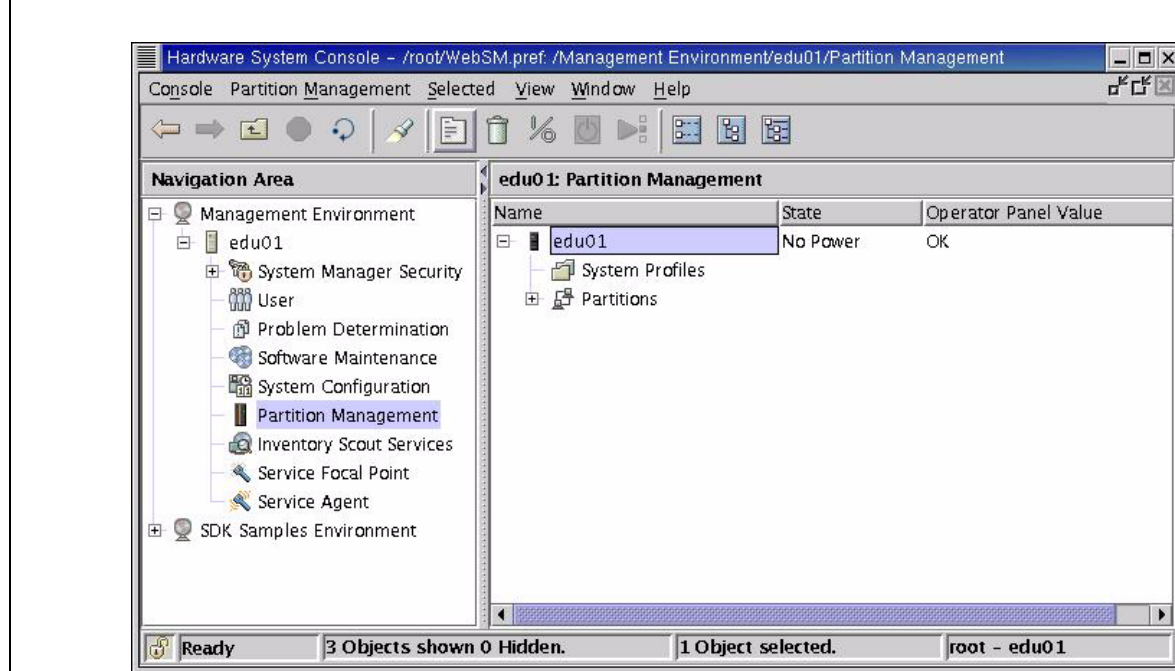 Hardware System Console - /root/WebSM.pref: /Management Environment/edu01/Partition Management
Console Partition Management Selected View Window Help
Navigation Area
Management Environment
edu01
System Manager Security
User
Problem Determination
Software Maintenance
System Configuration
Partition Management
Inventory Scout Services
Service Focal Point
Service Agent
SDK Samples Environment
edu01: Partition Management
Name State Operator Panel Value
edu01 No Power OK
System Profiles
Partitions
Ready 3 Objects shown 0 Hidden. 1 Object selected. root - edu01